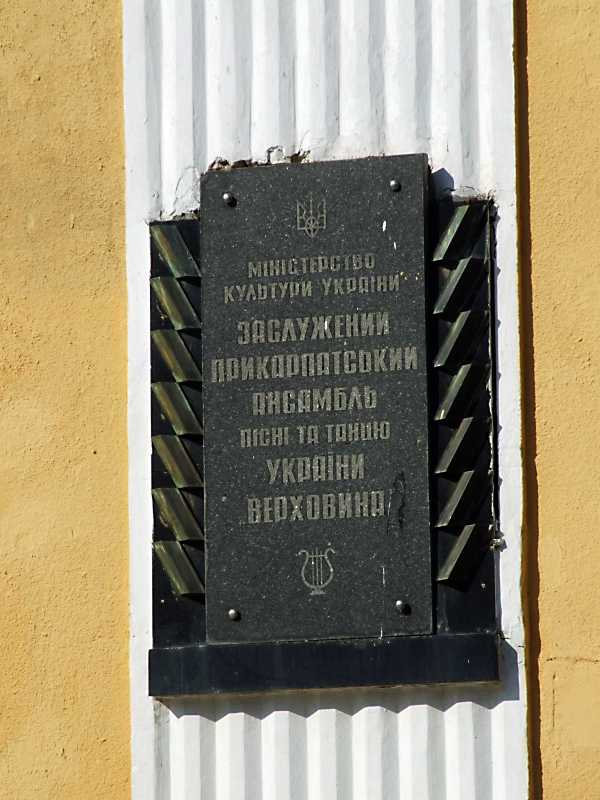 МІНІСТЕРСТВО
КУЛЬТУРИ УКРАЇНИ
ЗАСЛУЖЕНИЙ
ПРИКАРПАТСЬКИЙ
АНСАМБЛЬ
ПІСНІ ТА ТАНЦЮ
УКРАЇНИ
"ВЕРХОВИНА"